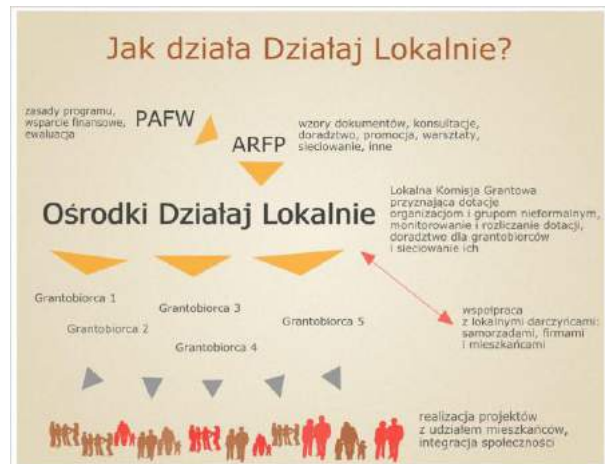 Jak działa Działaj Lokalnie?
zasady programu,
wsparcie finansowe,
ewaluacja
PAFW
ARFP
wzory dokumentów, konsultacje,
doradztwo, promocja, warsztaty,
sieciowanie, inne
Ośrodki Działaj Lokalnie
Lokalna Komisja Grantowa
przyznająca dotacje
organizacjom i grupom nieformalnym,
monitorowanie i rozliczanie dotacji,
doradztwo dla grantobiorców
i sieciowanie ich
Grantobiorca 1
Grantobiorca 2
Grantobiorca 3
Grantobiorca 4
Grantobiorca 5
współpraca
z lokalnymi darczyńcami:
samorządami, firmami
i mieszkańcami
realizacja projektów
z udziałem mieszkańców,
integracja społeczności